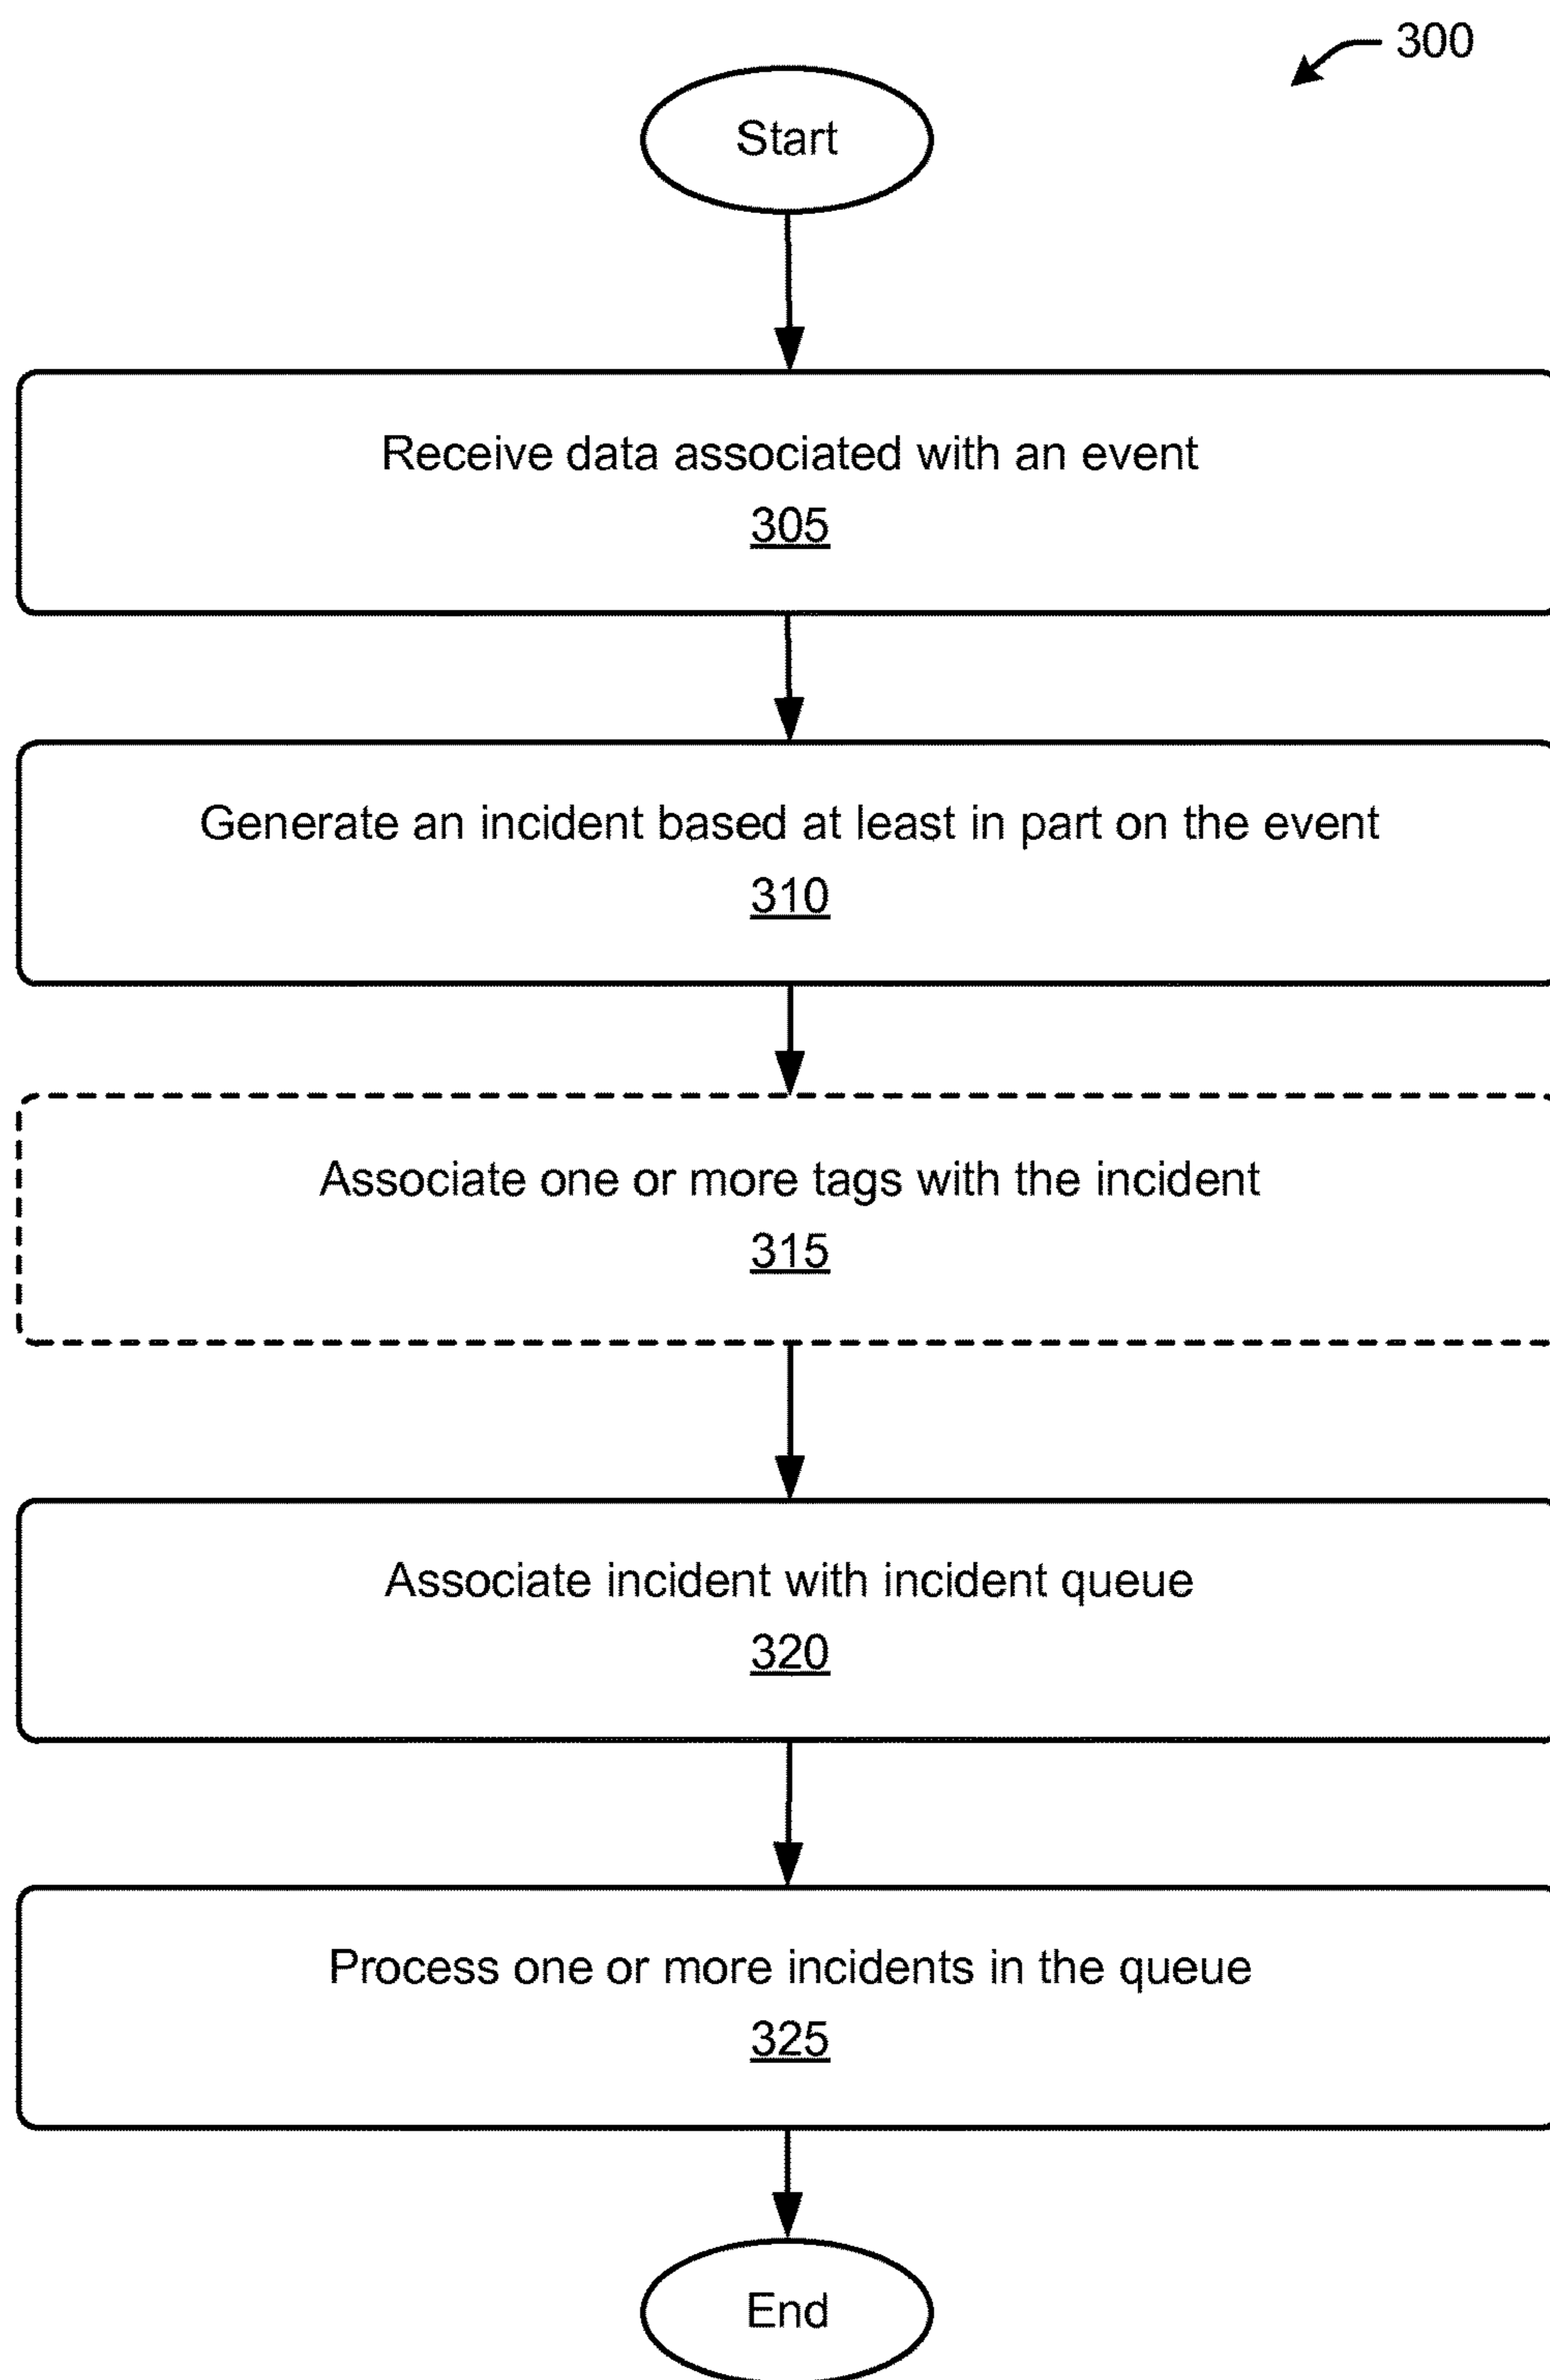 300
Start
Receive data associated with an event
305
Generate an incident based at least in part on the event
310
Associate one or more tags with the incident
315
Associate incident with incident queue
320
Process one or more incidents in the queue
325
End